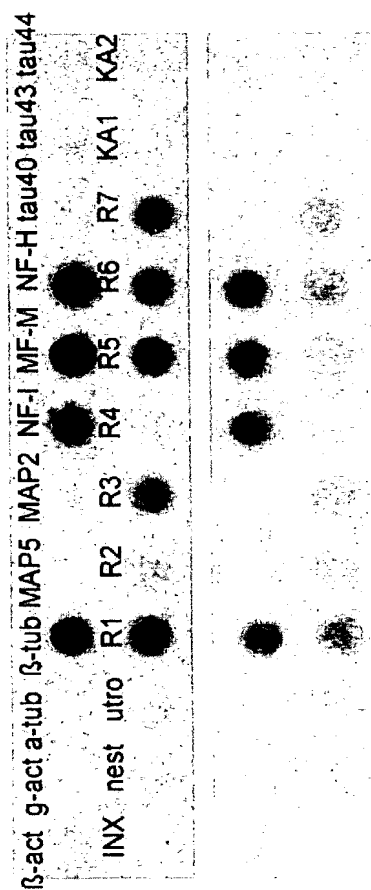 ß-act g-act a-tub ß-tub MAP5 MAP2 NF-l MF-M NF-H tau40 tau43 tau44
INX nest utro R1 R2 R3 R4 R5 R6 R7 KA1 KA2